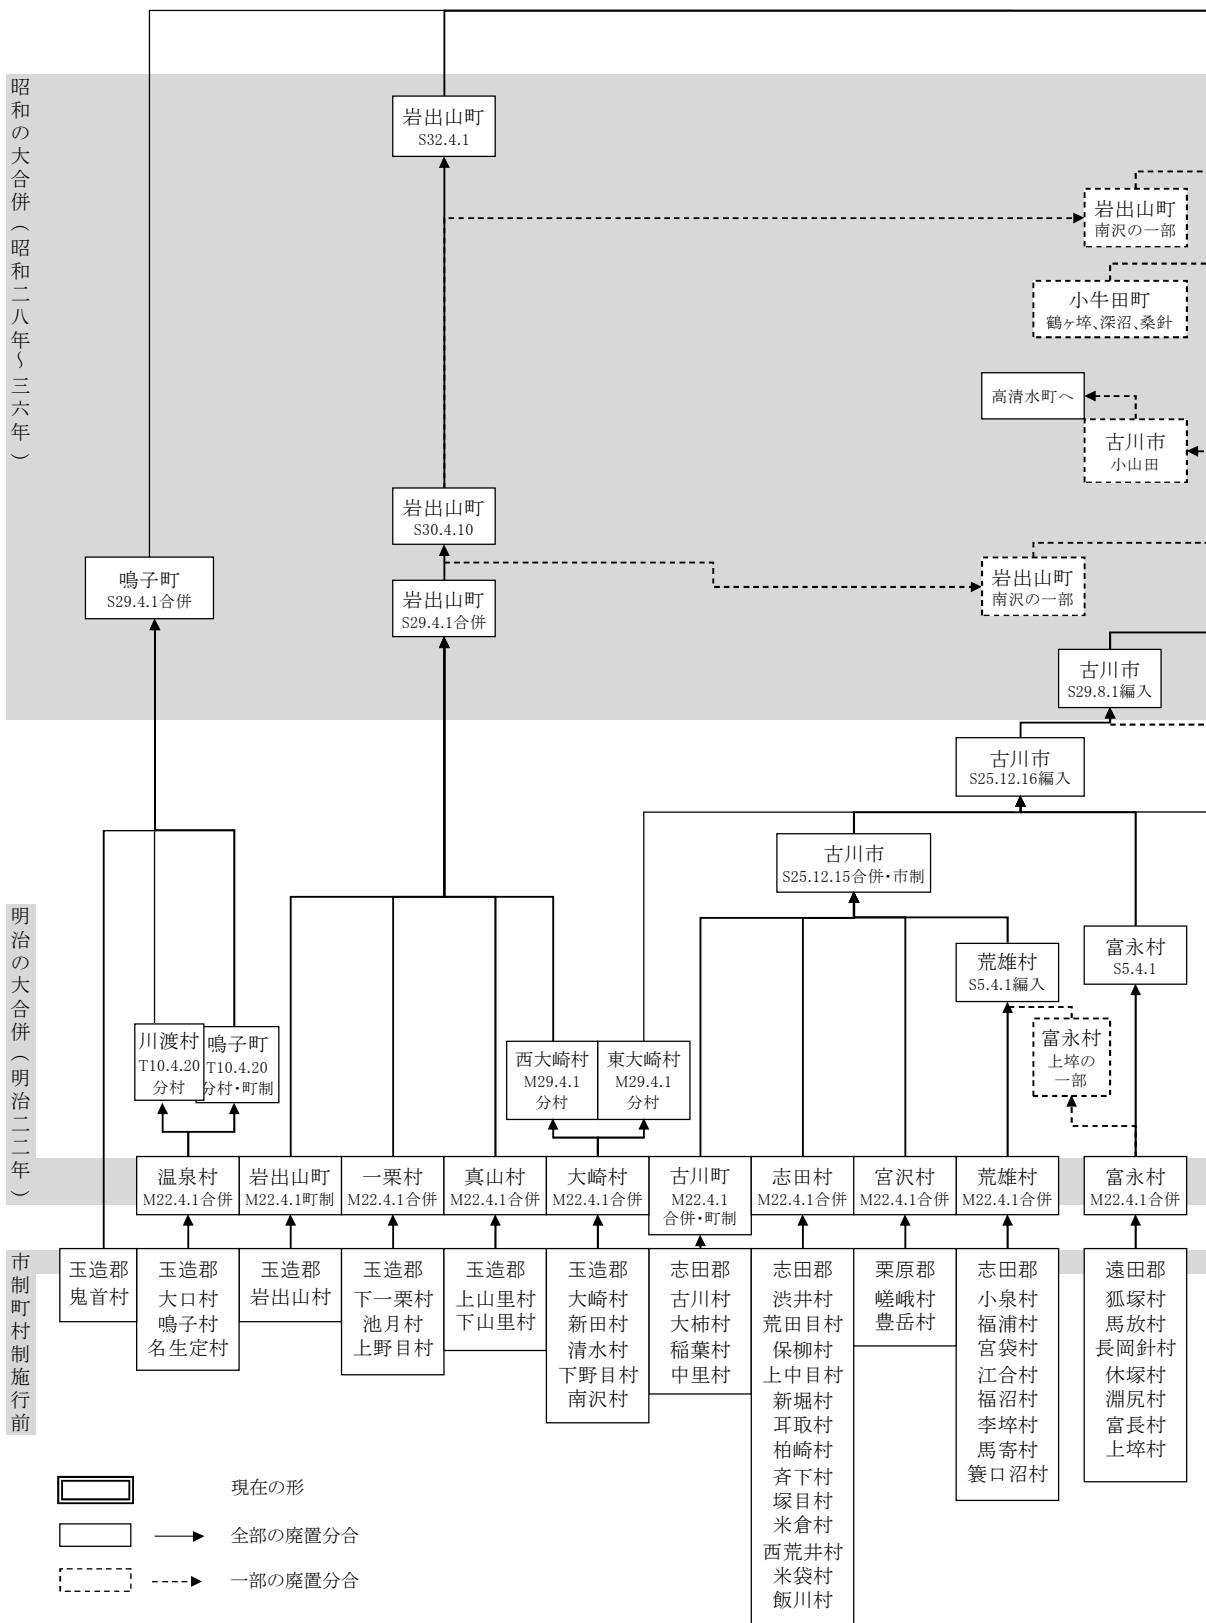 昭和の大合併（昭和二八年～三六年）
岩出山町
S32.4.1
岩出山町
南沢の一部
小牛田町
鶴ヶ埣、深沼、桑針
高清水町へ
古川市
小山田
岩出山町
S30.4.10
鳴子町
S29.4.1合併
岩出山町
S29.4.1合併
岩出山町
南沢の一部
古川市
S29.8.1編入
古川市
S25.12.16編入
古川市
S25.12.15合併・市制
明治の大合併（明治二二年）
荒雄村
S5.4.1編入
富永村
S5.4.1
川渡村
T10.4.20
分村
鳴子町
T10.4.20
分村・町制
西大崎村
M29.4.1
分村
東大崎村
M29.4.1
分村
富永村
上埣の
一部
温泉村
M22.4.1合併
岩出山町
M22.4.1町制
一栗村
M22.4.1合併
真山村
M22.4.1合併
大崎村
M22.4.1合併
古川町
M22.4.1
合併・町制
志田村
M22.4.1合併
宮沢村
M22.4.1合併
荒雄村
M22.4.1合併
富永村
M22.4.1合併
市制町村制施行前
玉造郡
鬼首村
玉造郡
大口村
鳴子村
名生定村
玉造郡
岩出山村
玉造郡
下一栗村
池月村
上野目村
玉造郡
上山里村
下山里村
玉造郡
大崎村
新田村
清水村
下野目村
南沢村
志田郡
古川村
大柿村
稲葉村
中里村
志田郡
渋井村
荒田目村
保柳村
上中目村
新堀村
耳取村
柏崎村
斉下村
塚目村
米倉村
西荒井村
米袋村
飯川村
栗原郡
嵯峨村
豊岳村
志田郡
小泉村
福浦村
宮袋村
江合村
福沼村
李埣村
馬寄村
簑口沼村
遠田郡
狐塚村
馬放村
長岡針村
休塚村
淵尻村
富長村
上埣村
現在の形
全部の廃置分合
一部の廃置分合